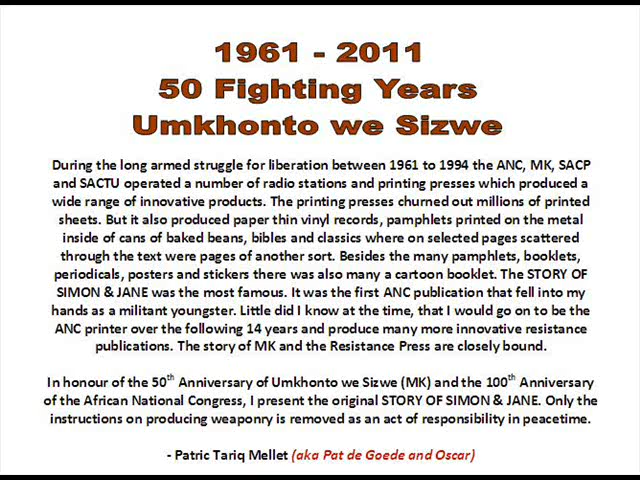 1961 - 2011
50 Fighting Years
Umkhonto we Sizwe
During the long armed struggle for liberation between 1961 to 1994 the ANC, MK, SACP
and SACTU operated a number of radio stations and printing presses which produced a
wide range of innovative products. The printing presses churned out millions of printed
sheets. But it also produced paper thin vinyl records, pamphlets printed on the metal
inside of cans of baked beans, bibles and classics where on selected pages scattered
through the text were pages of another sort. Besides the many pamphlets, booklets,
periodicals, posters and stickers there was also many a cartoon booklet. The STORY OF
SIMON & JANE was the most famous. It was the first ANC publication that fell into my
hands as a militant youngster. Little did I know at the time, that I would go on to be the
ANC printer over the following 14 years and produce many more innovative resistance
publications. The story of MK and the Resistance Press are closely bound.
In honour of the 50th Anniversary of Umkhonto we Sizwe (MK) and the 100th Anniversary
of the African National Congress, I present the original STORY OF SIMON & JANE. Only the
instructions on producing weaponry is removed as an act of responsibility in peacetime.
- Patric Tariq Mellet (aka Pat de Goede and Oscar)